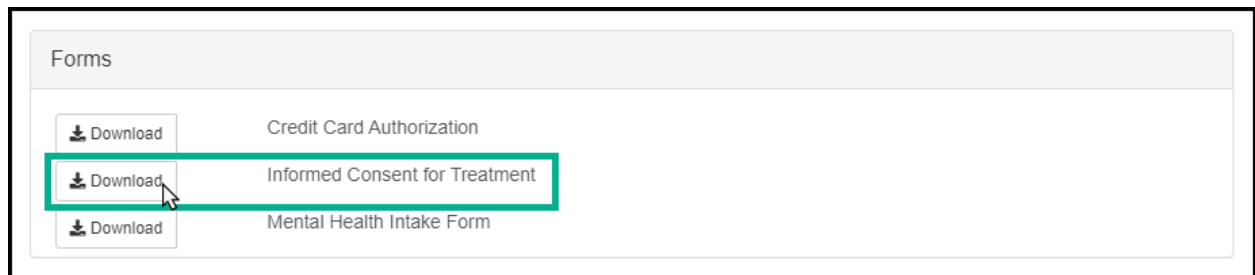 Forms
Download Credit Card Authorization
Download Informed Consent for Treatment
Download Mental Health Intake Form